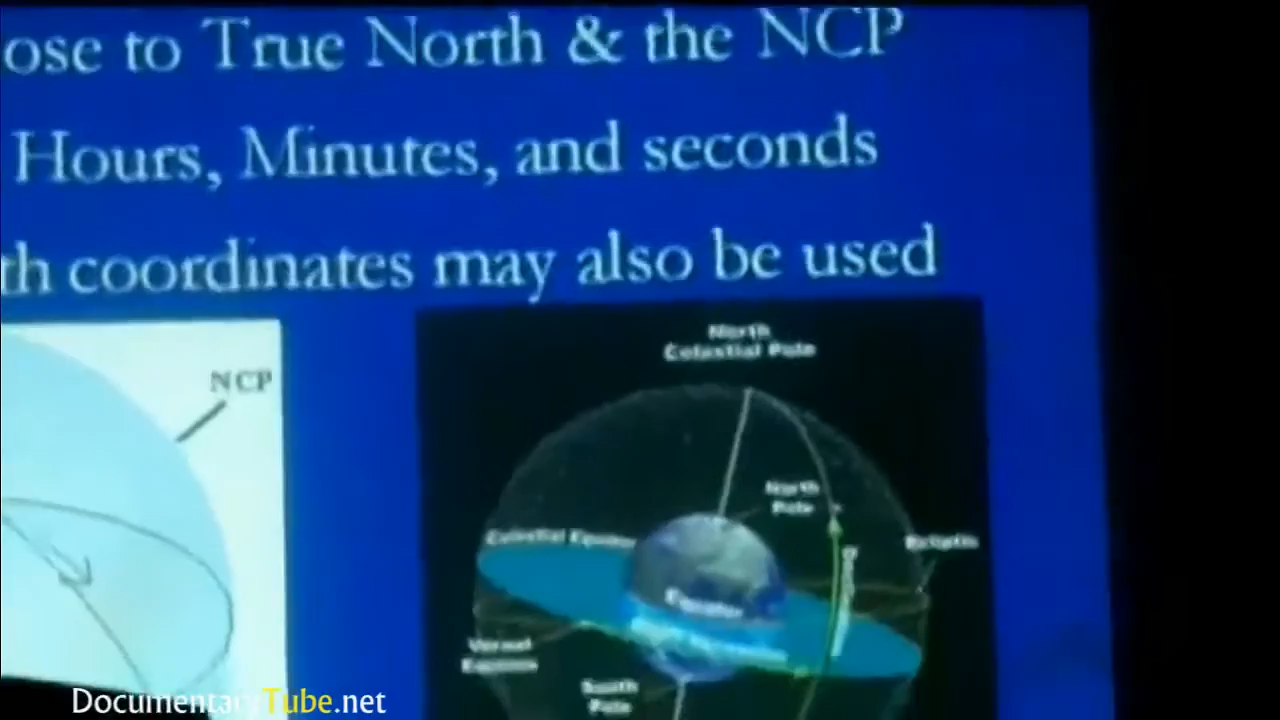 ose to True North & the NCP
Hours, Minutes, and seconds
th coordinates may also be used
North
Celestial Pole
NCP
North
Pole
Celestial Equator
Ecliptic
Equator
Vernal
Equinox
South
Pole
DocumentaryTube.net